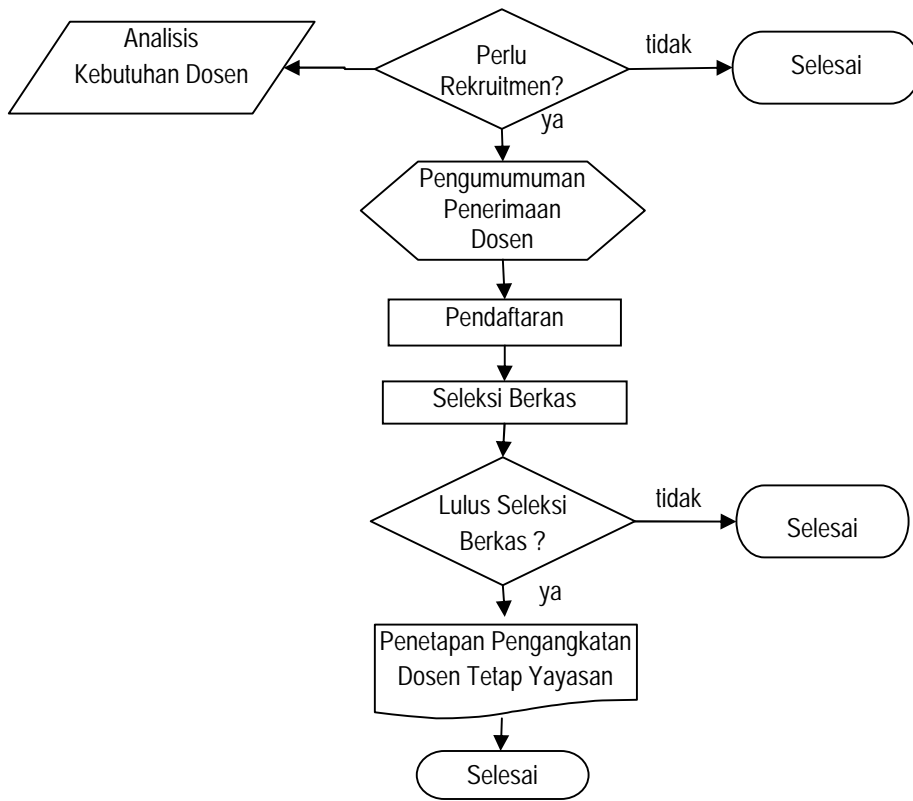 Analisis
Kebutuhan Dosen
Perlu
Rekruitmen?
tidak
Selesai
ya
Pengumumuman
Penerimaan
Dosen
Pendaftaran
Seleksi Berkas
Lulus Seleksi
Berkas ?
tidak
Selesai
ya
Penetapan Pengangkatan
Dosen Tetap Yayasan
Selesai